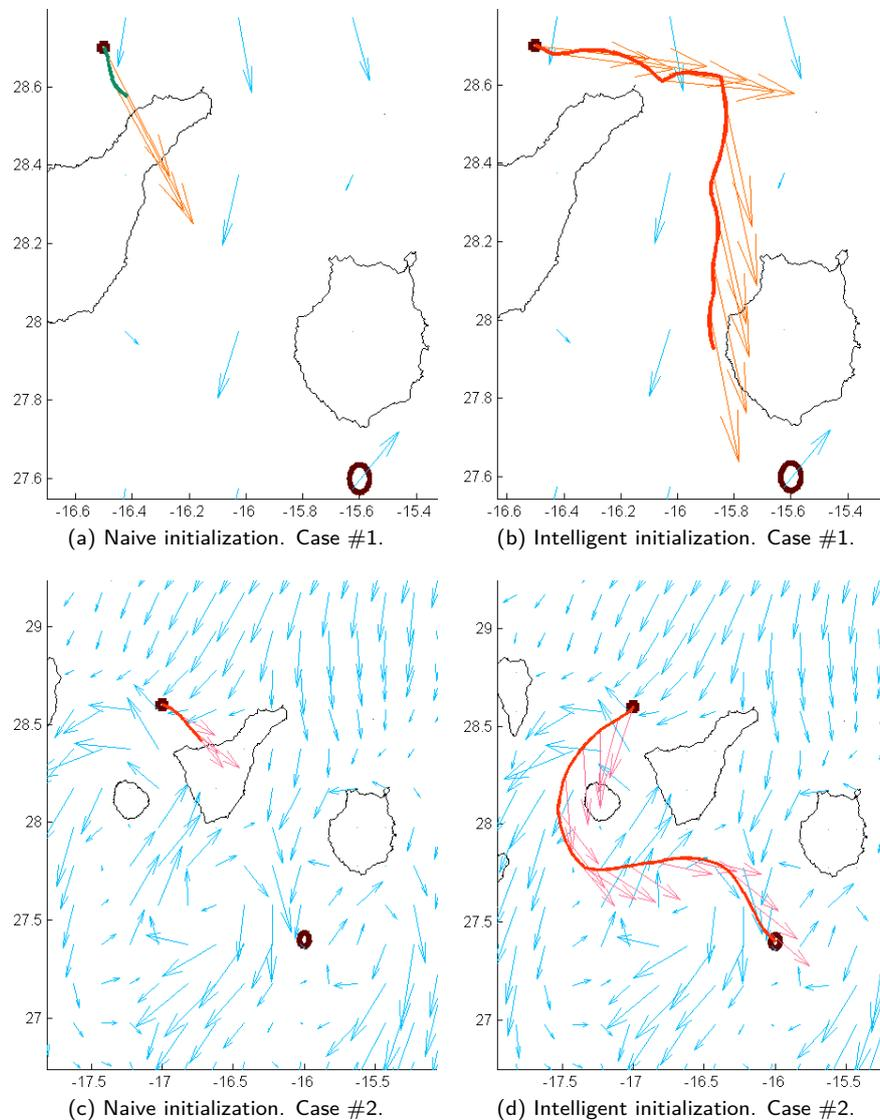 28.6
28.4
28.2
28
27.8
27.6
-16.6 -16.4 -16.2 -16 -15.8 -15.6 -15.4
(a) Naive initialization. Case #1.
28.6
28.4
28.2
28
27.8
27.6
-16.6 -16.4 -16.2 -16 -15.8 -15.6 -15.4
(b) Intelligent initialization. Case #1.
29
28.5
28
27.5
27
-17.5 -17 -16.5 -16 -15.5
(c) Naive initialization. Case #2.
29
28.5
28
27.5
27
-17.5 -17 -16.5 -16 -15.5
(d) Intelligent initialization. Case #2.